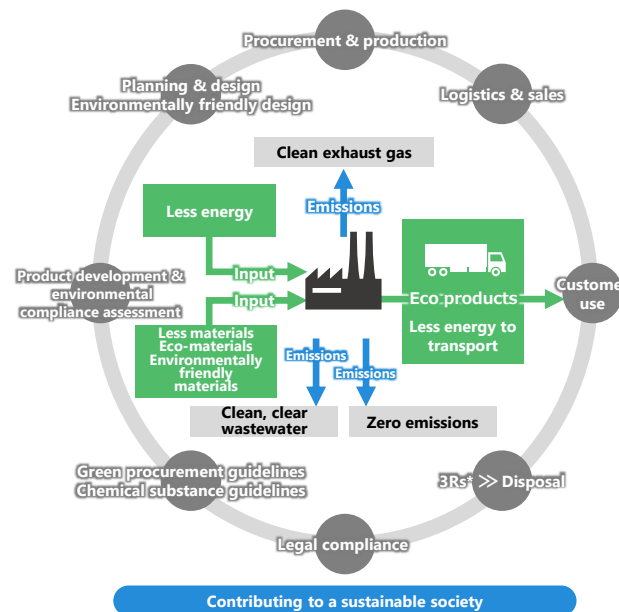 Procurement & production
Planning & design
Environmentally friendly design
Logistics & sales
Clean exhaust gas
Emissions
Less energy
Input
Input
Product development &
environmental
compliance assessment
Eco products
Less energy to
transport
Customer
use
Less materials
Eco-materials
Environmentally
friendly
materials
Emissions
Emissions
Clean, clear
wastewater
Zero emissions
Green procurement guidelines
Chemical substance guidelines
3Rs* ≫ Disposal
Legal compliance
Contributing to a sustainable society